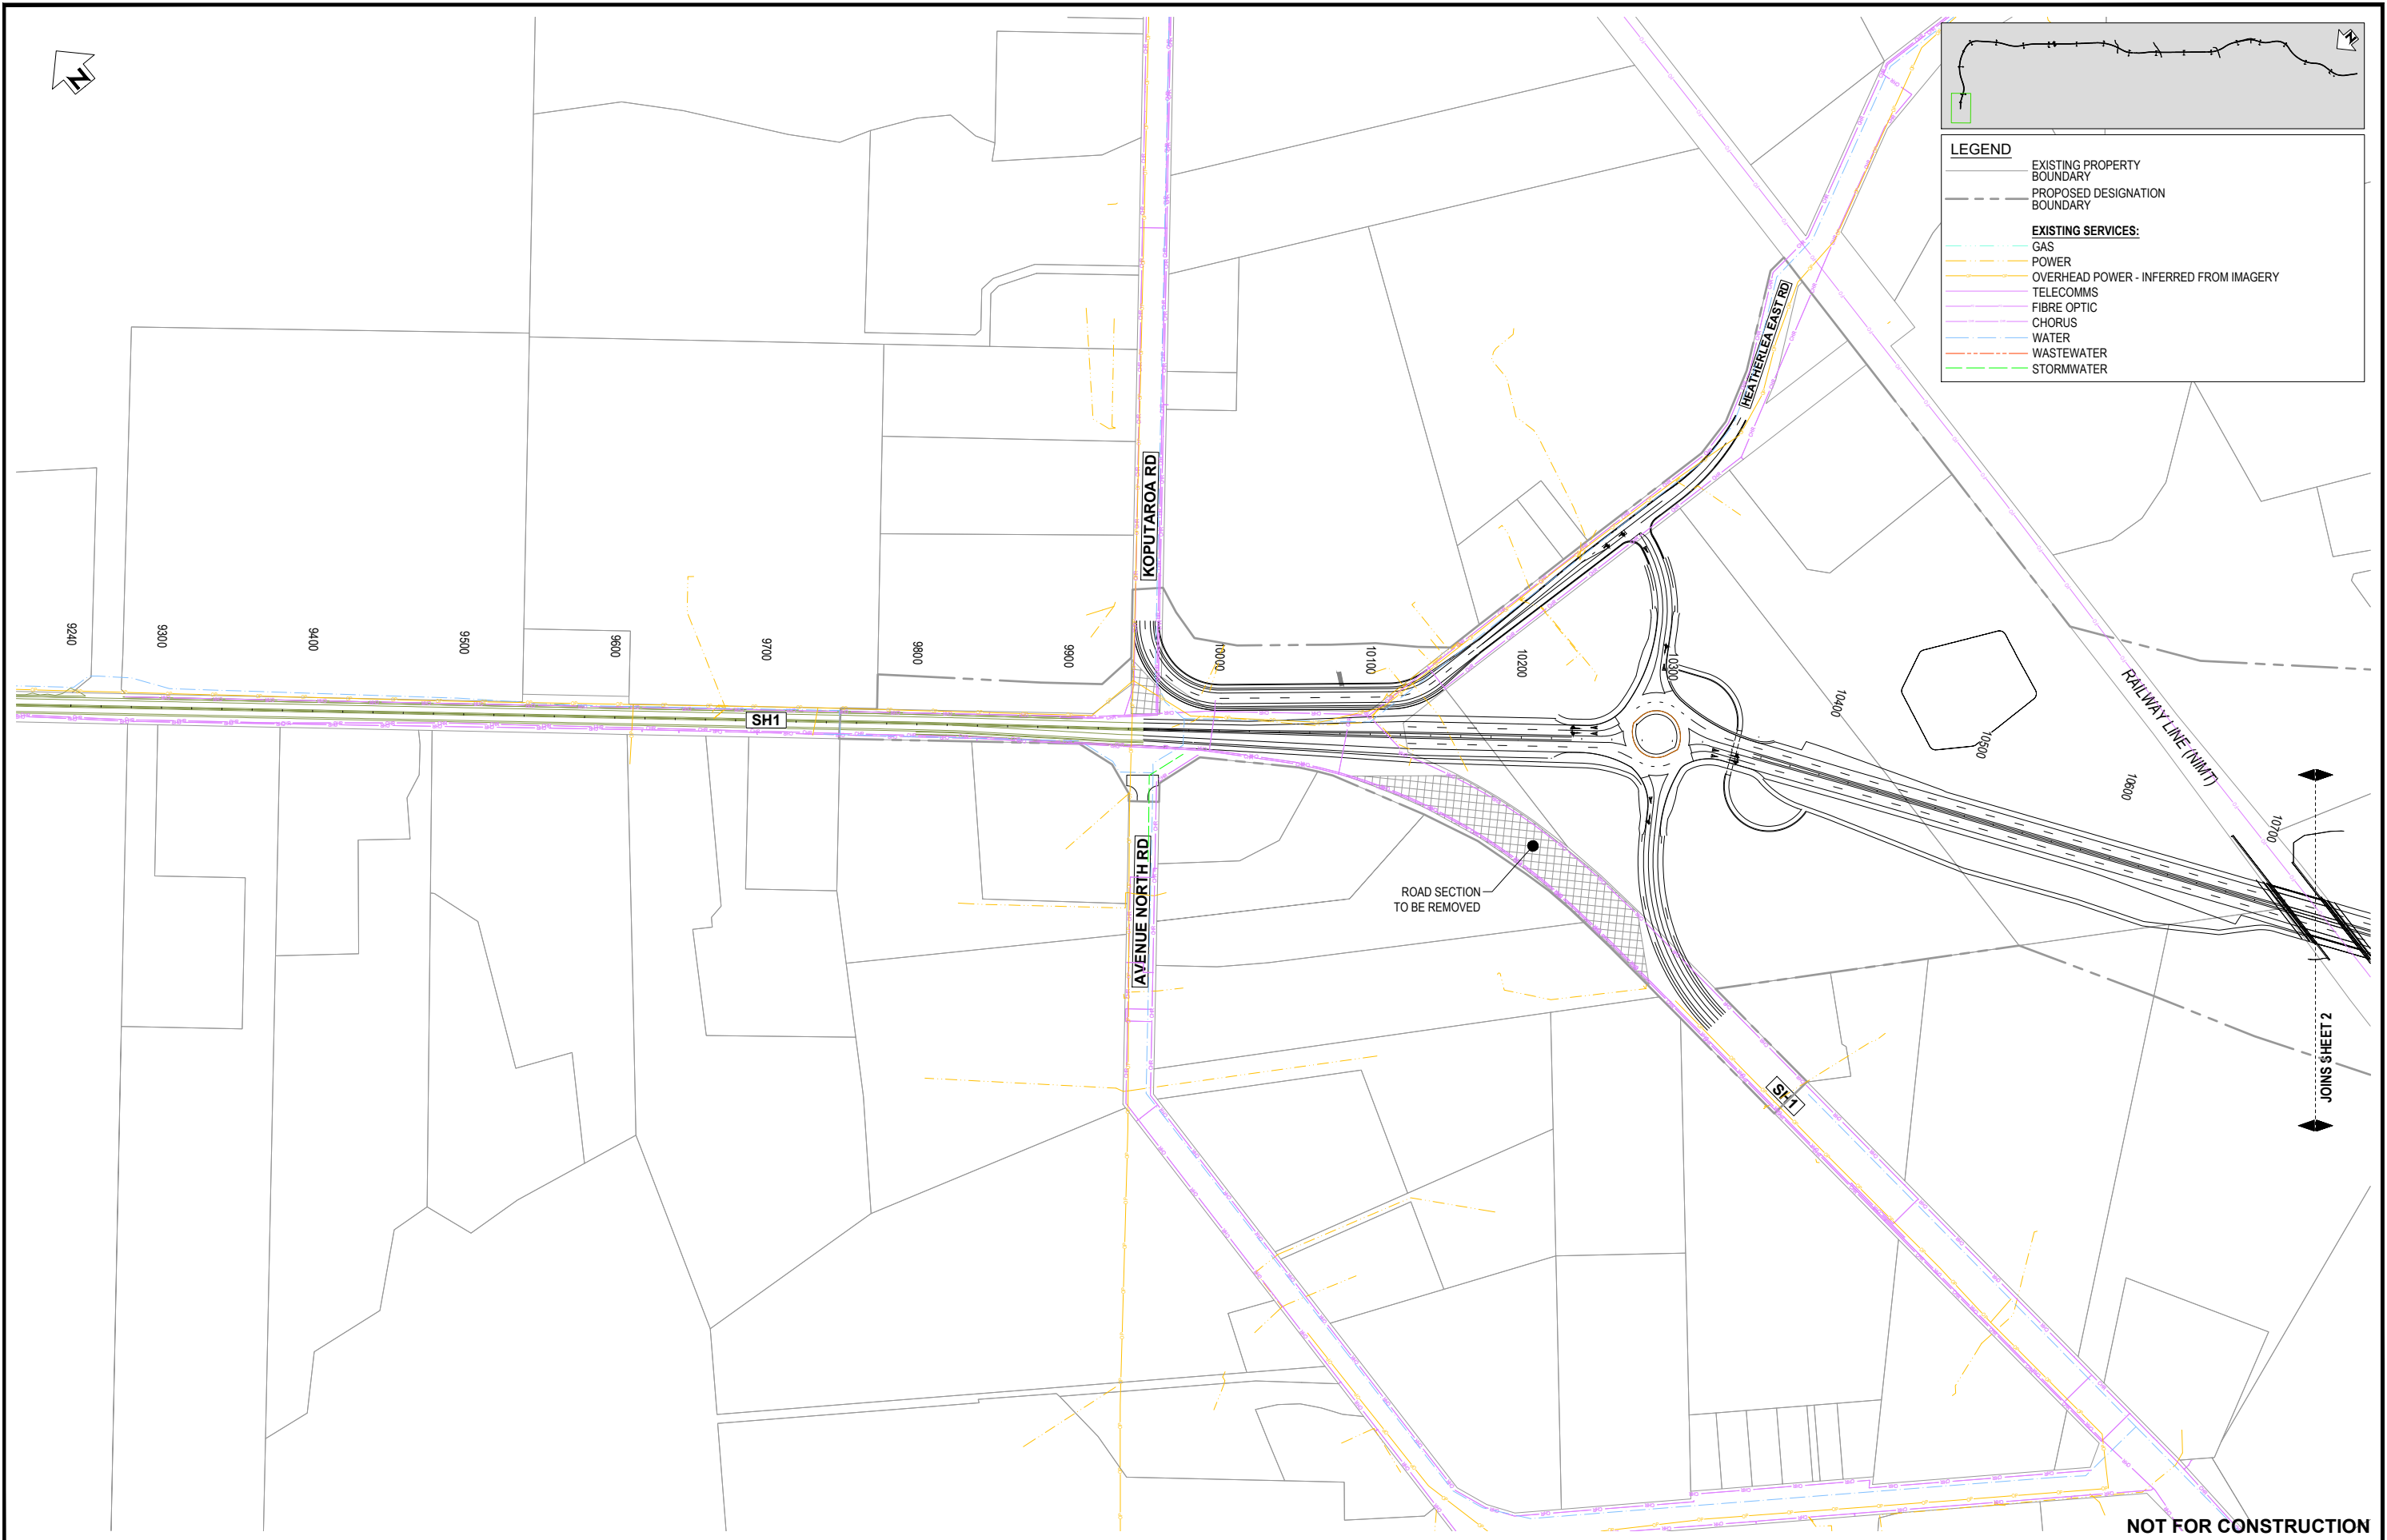 N
N
LEGEND
EXISTING PROPERTY
BOUNDARY
PROPOSED DESIGNATION
BOUNDARY
EXISTING SERVICES:
GAS
POWER
OVERHEAD POWER - INFERRED FROM IMAGERY
TELECOMMS
FIBRE OPTIC
CHORUS
WATER
WASTEWATER
STORMWATER
HEATHERLEA EAST RD
KOPUTAROA RD
9240
9300
9400
9500
9600
9700
9800
9900
10000
10100
10200
10300
10400
10500
10600
10700
RAILWAY LINE (NIMT)
SH1
AVENUE NORTH RD
ROAD SECTION
TO BE REMOVED
SH1
JOINS SHEET 2
NOT FOR CONSTRUCTION